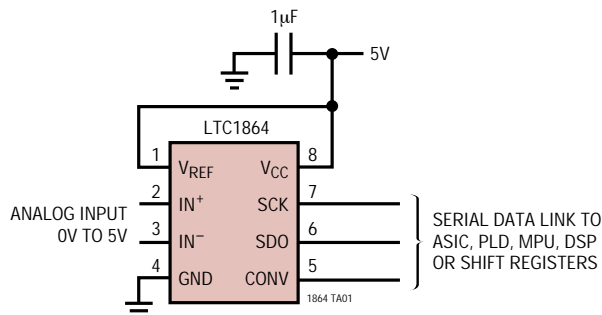 1µF
5V
LTC1864
1
VREF
VCC
8
2
IN+
SCK
7
3
IN−
SDO
6
4
GND
CONV
5
ANALOG INPUT
0V TO 5V
SERIAL DATA LINK TO
ASIC, PLD, MPU, DSP
OR SHIFT REGISTERS
1864 TA01